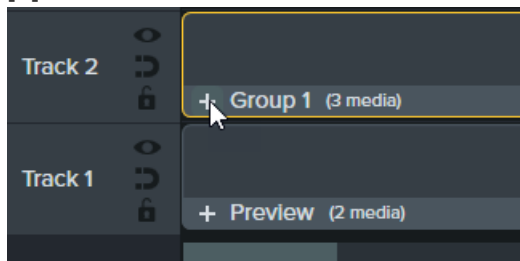 Track 2
+ Group 1 (3 media)
Track 1
+ Preview (2 media)